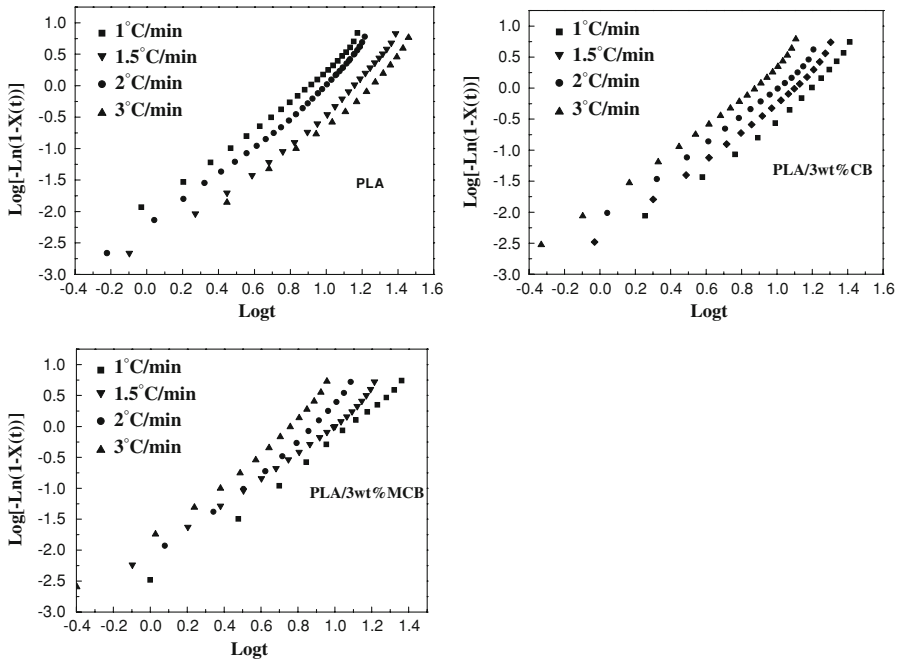 1.0
0.5
0.0
-0.5
-1.0
-1.5
-2.0
-2.5
-3.0
Log[-Ln(1-X(t))]
1°C/min
1.5°C/min
2°C/min
3°C/min
PLA
-0.4 -0.2 0.0 0.2 0.4 0.6 0.8 1.0 1.2 1.4 1.6
Logt
1.0
0.5
0.0
-0.5
-1.0
-1.5
-2.0
-2.5
-3.0
Log[-Ln(1-X(t))]
1°C/min
1.5°C/min
2°C/min
3°C/min
PLA/3wt%CB
-0.4 -0.2 0.0 0.2 0.4 0.6 0.8 1.0 1.2 1.4 1.6
Logt
1.0
0.5
0.0
-0.5
-1.0
-1.5
-2.0
-2.5
-3.0
Log[-Ln(1-X(t))]
1°C/min
1.5°C/min
2°C/min
3°C/min
PLA/3wt%MCB
-0.4 -0.2 0.0 0.2 0.4 0.6 0.8 1.0 1.2 1.4
Logt